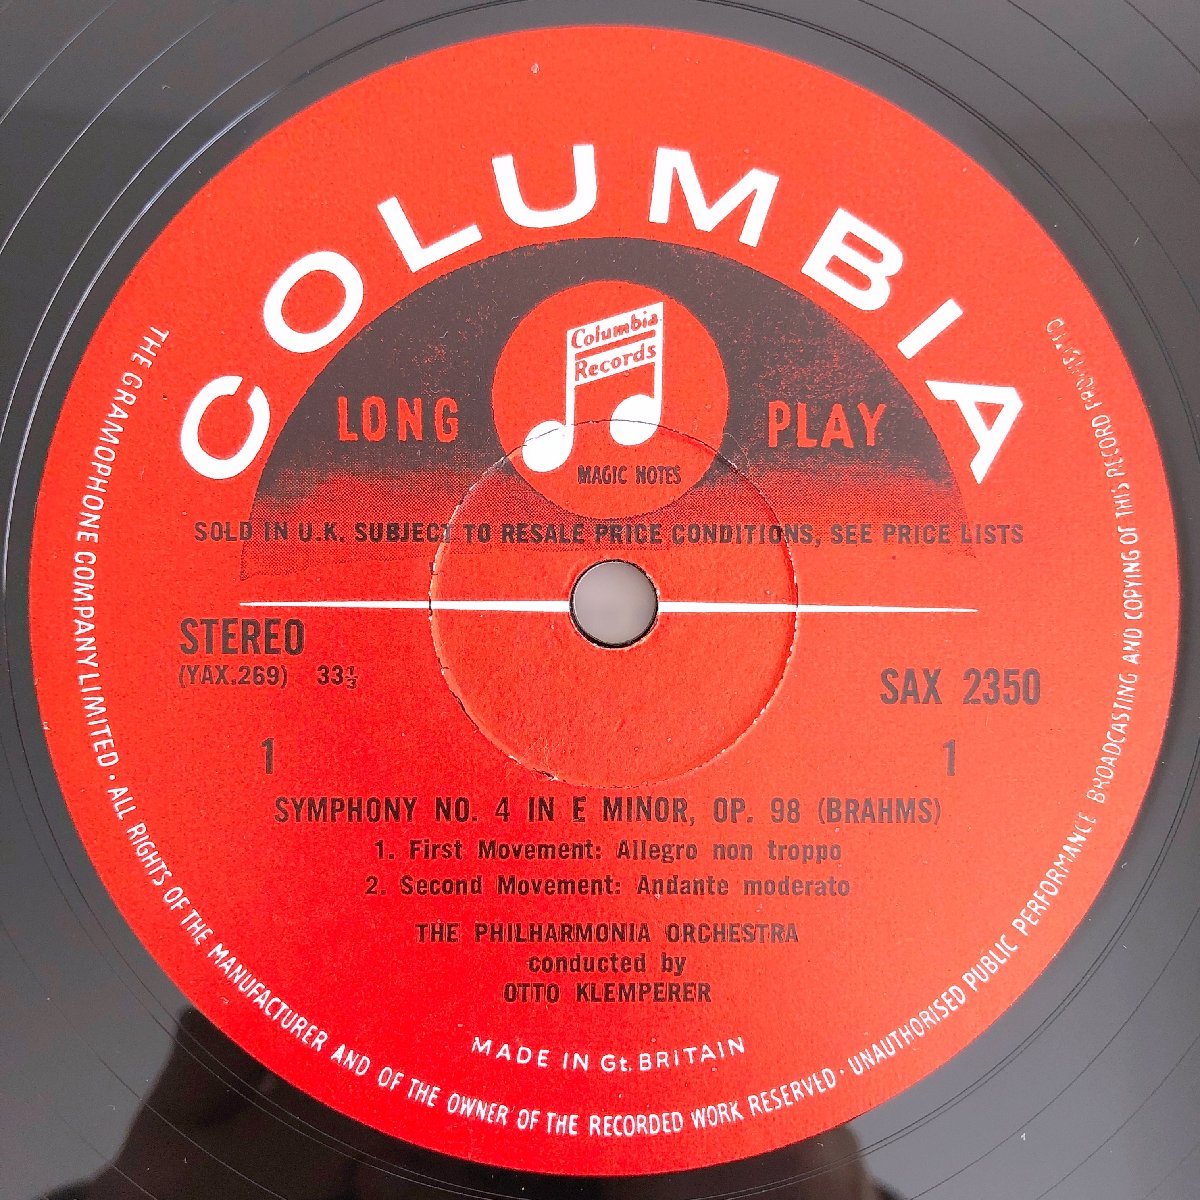 COLUMBIA
Columbia
Records
LONG PLAY
MAGIC NOTES
SOLD IN U.K. SUBJECT TO RESALE PRICE CONDITIONS, SEE PRICE LISTS
STEREO
(YAX.269) 33⅓
SAX 2350
1 1
SYMPHONY NO. 4 IN E MINOR, OP. 98 (BRAHMS)
1. First Movement: Allegro non troppo
2. Second Movement: Andante moderato
THE PHILHARMONIA ORCHESTRA
conducted by
OTTO KLEMPERER
MADE IN Gt. BRITAIN
THE GRAMOPHONE COMPANY LIMITED · ALL RIGHTS OF THE MANUFACTURER AND OF THE OWNER OF THE RECORDED WORK RESERVED · UNAUTHORISED PUBLIC PERFORMANCE BROADCASTING AND COPYING OF THIS RECORD PROHIBITED